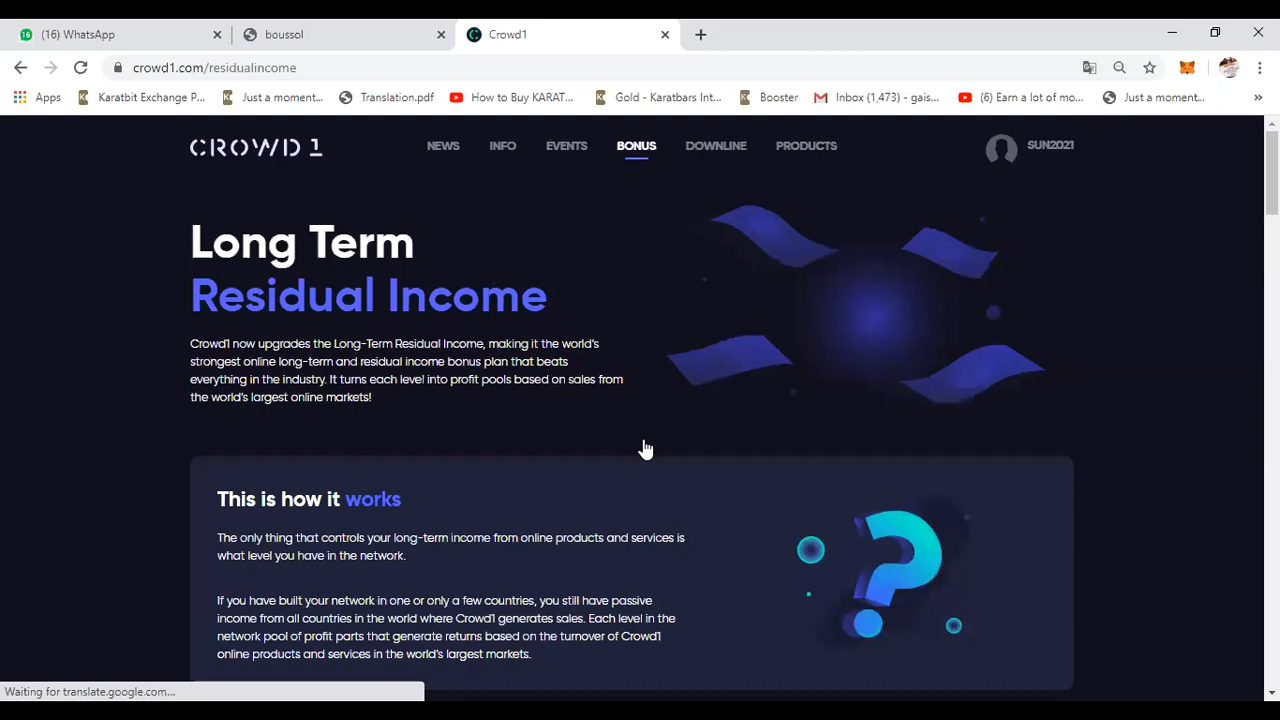 (16) WhatsApp
boussol
Crowd1
crowd1.com/residualincome
Apps
Karatbit Exchange P...
Just a moment...
Translation.pdf
How to Buy KARAT...
Gold - Karatbars Int...
Booster
Inbox (1,473) - gais...
(6) Earn a lot of mo...
Just a moment...
CROWD 1
NEWS
INFO
EVENTS
BONUS
DOWNLINE
PRODUCTS
SUN2021
Long Term
Residual Income
Crowd1 now upgrades the Long-Term Residual Income, making it the world's
strongest online long-term and residual income bonus plan that beats
everything in the industry. It turns each level into profit pools based on sales from
the world's largest online markets!
This is how it works
The only thing that controls your long-term income from online products and services is
what level you have in the network.
If you have built your network in one or only a few countries, you still have passive
income from all countries in the world where Crowd1 generates sales. Each level in the
network pool of profit parts that generate returns based on the turnover of Crowd1
online products and services in the world's largest markets.
Waiting for translate.google.com...